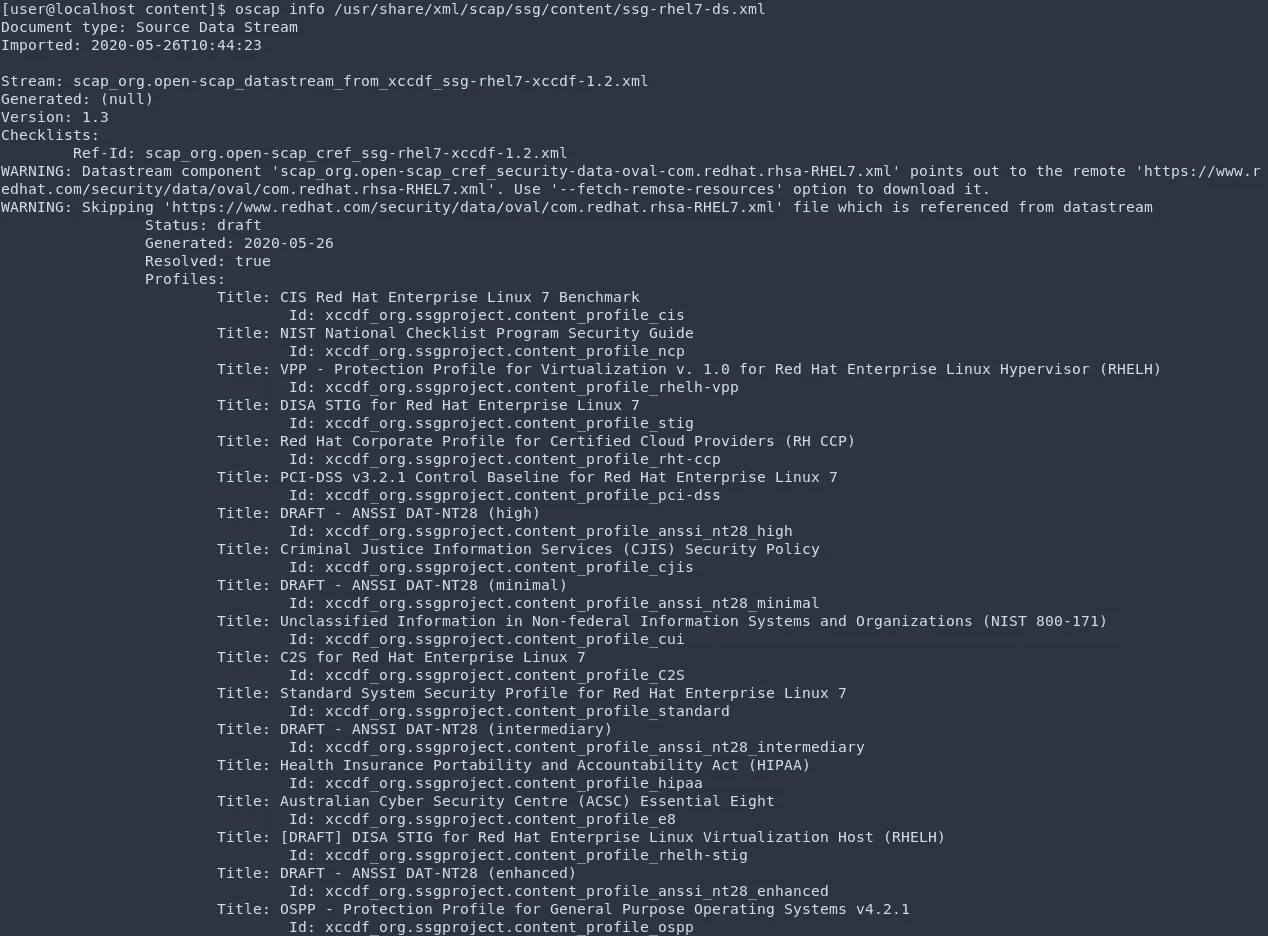 [user@localhost content]$ oscap info /usr/share/xml/scap/ssg/content/ssg-rhel7-ds.xml
Document type: Source Data Stream
Imported: 2020-05-26T10:44:23
Stream: scap_org.open-scap_datastream_from_xccdf_ssg-rhel7-xccdf-1.2.xml
Generated: (null)
Version: 1.3
Checklists:
Ref-Id: scap_org.open-scap_cref_ssg-rhel7-xccdf-1.2.xml
WARNING: Datastream component 'scap_org.open-scap_cref_security-data-oval-com.redhat.rhsa-RHEL7.xml' points out to the remote 'https://www.r
edhat.com/security/data/oval/com.redhat.rhsa-RHEL7.xml'. Use '--fetch-remote-resources' option to download it.
WARNING: Skipping 'https://www.redhat.com/security/data/oval/com.redhat.rhsa-RHEL7.xml' file which is referenced from datastream
Status: draft
Generated: 2020-05-26
Resolved: true
Profiles:
Title: CIS Red Hat Enterprise Linux 7 Benchmark
Id: xccdf_org.ssgproject.content_profile_cis
Title: NIST National Checklist Program Security Guide
Id: xccdf_org.ssgproject.content_profile_ncp
Title: VPP - Protection Profile for Virtualization v. 1.0 for Red Hat Enterprise Linux Hypervisor (RHELH)
Id: xccdf_org.ssgproject.content_profile_rhelh-vpp
Title: DISA STIG for Red Hat Enterprise Linux 7
Id: xccdf_org.ssgproject.content_profile_stig
Title: Red Hat Corporate Profile for Certified Cloud Providers (RH CCP)
Id: xccdf_org.ssgproject.content_profile_rht-ccp
Title: PCI-DSS v3.2.1 Control Baseline for Red Hat Enterprise Linux 7
Id: xccdf_org.ssgproject.content_profile_pci-dss
Title: DRAFT - ANSSI DAT-NT28 (high)
Id: xccdf_org.ssgproject.content_profile_anssi_nt28_high
Title: Criminal Justice Information Services (CJIS) Security Policy
Id: xccdf_org.ssgproject.content_profile_cjis
Title: DRAFT - ANSSI DAT-NT28 (minimal)
Id: xccdf_org.ssgproject.content_profile_anssi_nt28_minimal
Title: Unclassified Information in Non-federal Information Systems and Organizations (NIST 800-171)
Id: xccdf_org.ssgproject.content_profile_cui
Title: C2S for Red Hat Enterprise Linux 7
Id: xccdf_org.ssgproject.content_profile_C2S
Title: Standard System Security Profile for Red Hat Enterprise Linux 7
Id: xccdf_org.ssgproject.content_profile_standard
Title: DRAFT - ANSSI DAT-NT28 (intermediary)
Id: xccdf_org.ssgproject.content_profile_anssi_nt28_intermediary
Title: Health Insurance Portability and Accountability Act (HIPAA)
Id: xccdf_org.ssgproject.content_profile_hipaa
Title: Australian Cyber Security Centre (ACSC) Essential Eight
Id: xccdf_org.ssgproject.content_profile_e8
Title: [DRAFT] DISA STIG for Red Hat Enterprise Linux Virtualization Host (RHELH)
Id: xccdf_org.ssgproject.content_profile_rhelh-stig
Title: DRAFT - ANSSI DAT-NT28 (enhanced)
Id: xccdf_org.ssgproject.content_profile_anssi_nt28_enhanced
Title: OSPP - Protection Profile for General Purpose Operating Systems v4.2.1
Id: xccdf_org.ssgproject.content_profile_ospp